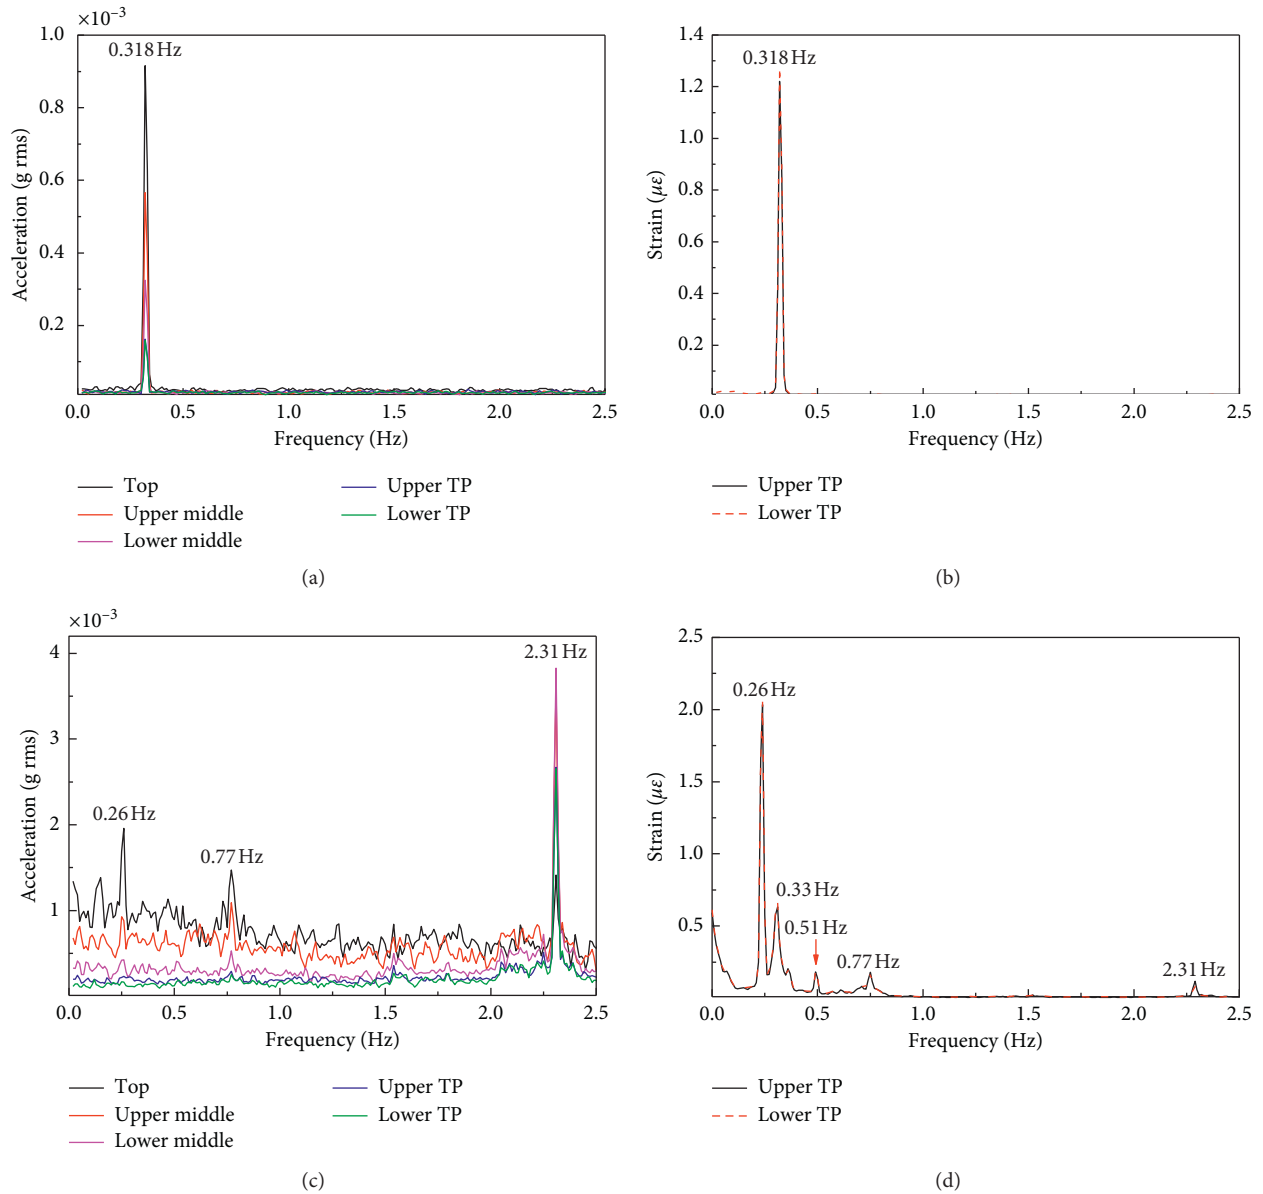 ×10⁻³
1.0
0.8
0.6
0.4
0.2
0.318 Hz
Acceleration (g rms)
0.0 0.5 1.0 1.5 2.0 2.5
Frequency (Hz)
Top
Upper middle
Lower middle
Upper TP
Lower TP
(a)
1.4
1.2
1.0
0.8
0.6
0.4
0.2
0.318 Hz
Strain (με)
0.0 0.5 1.0 1.5 2.0 2.5
Frequency (Hz)
Upper TP
Lower TP
(b)
×10⁻³
4
3
2
1
0.26 Hz
0.77 Hz
2.31 Hz
Acceleration (g rms)
0.0 0.5 1.0 1.5 2.0 2.5
Frequency (Hz)
Top
Upper middle
Lower middle
Upper TP
Lower TP
(c)
2.5
2.0
1.5
1.0
0.5
0.26 Hz
0.33 Hz
0.51 Hz
0.77 Hz
2.31 Hz
Strain (με)
0.0 0.5 1.0 1.5 2.0 2.5
Frequency (Hz)
Upper TP
Lower TP
(d)